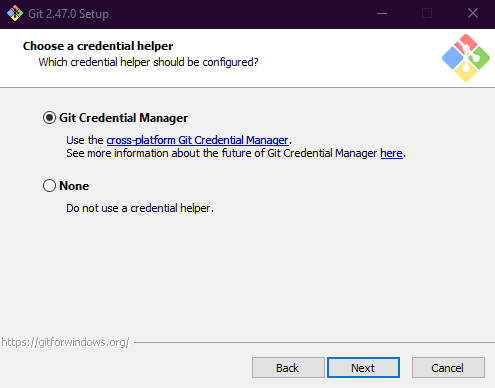 Git 2.47.0 Setup
Choose a credential helper
Which credential helper should be configured?
Git Credential Manager
Use the cross-platform Git Credential Manager.
See more information about the future of Git Credential Manager here.
None
Do not use a credential helper.
https://gitforwindows.org/
Back Next Cancel